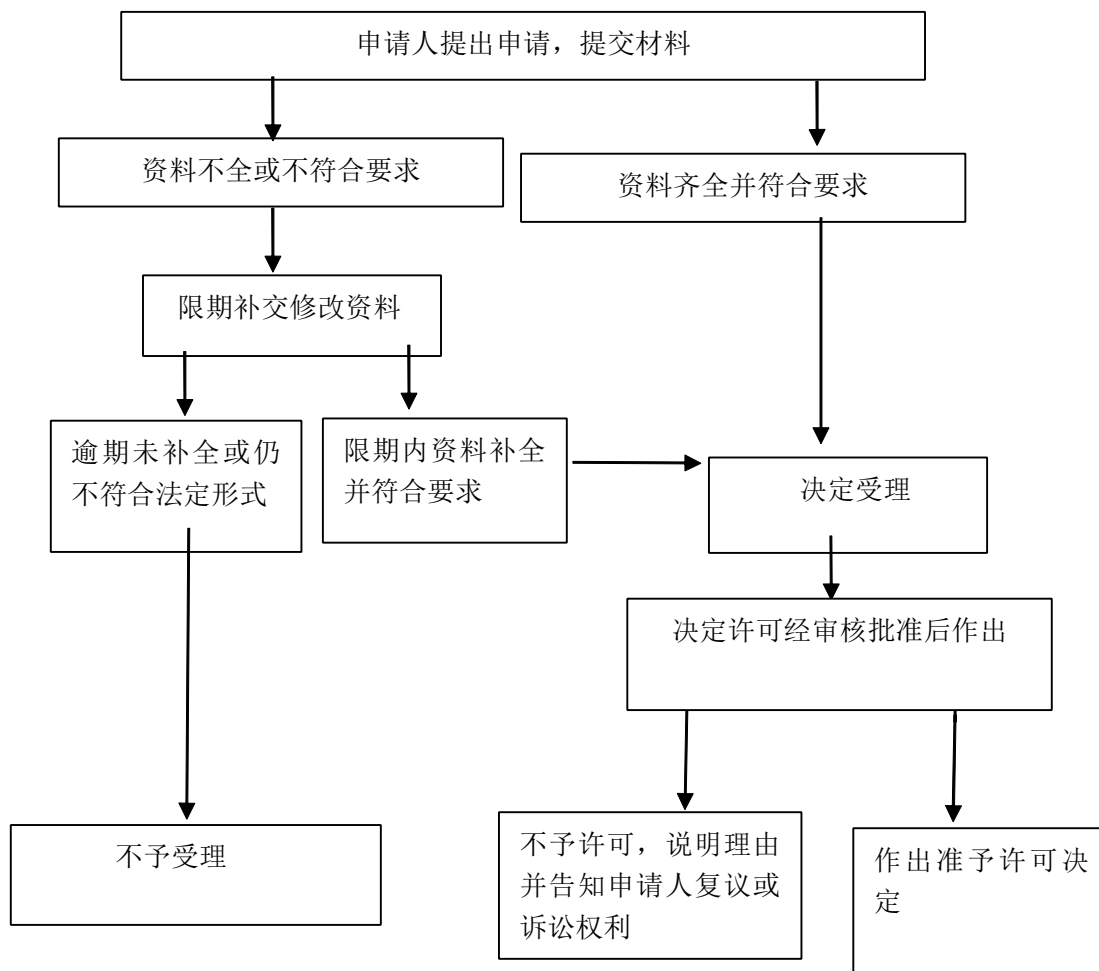 申请人提出申请，提交材料
资料不全或不符合要求
资料齐全并符合要求
限期补交修改资料
逾期未补全或仍
不符合法定形式
限期内资料补全
并符合要求
决定受理
决定许可经审核批准后作出
不予受理
不予许可，说明理由
并告知申请人复议或
诉讼权利
作出准予许可决
定